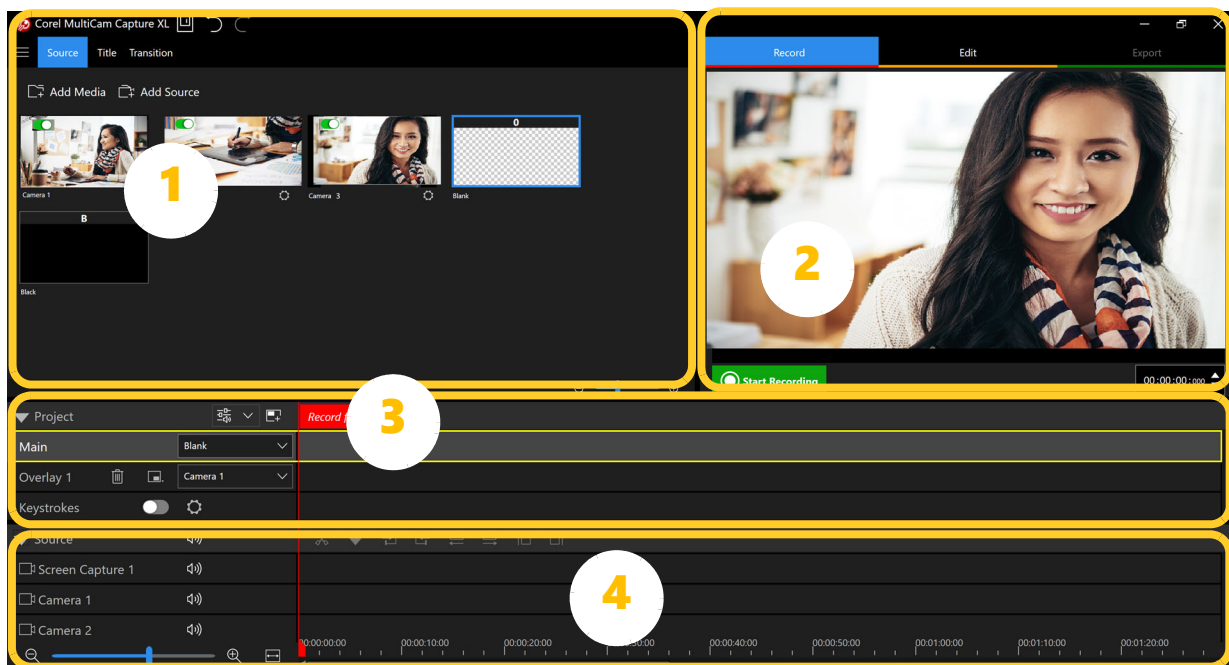 Corel MultiCam Capture XL
Source Title Transition
Record Edit Export
Add Media Add Source
0
Camera 1 Camera 3 Blank
1
B
Black
2
Start Recording 00:00:00:000
3
Project Record
Main Blank
Overlay 1 Camera 1
Keystrokes
Source
Screen Capture 1
Camera 1
4
Camera 2
00:00:00:00 00:00:10:00 00:00:20:00 00:00:40:00 00:00:50:00 00:01:00:00 00:01:10:00 00:01:20:00